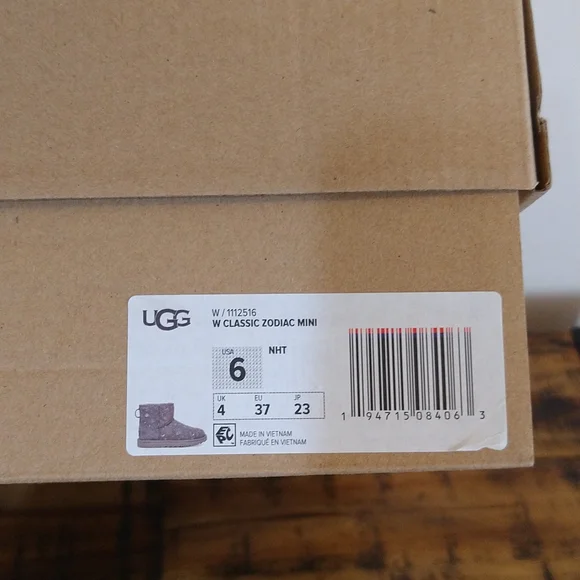 UGG
W / 1112516
W CLASSIC ZODIAC MINI
USA NHT
6
UK EU JP
4 37 23
MADE IN VIETNAM
FABRIQUÉ EN VIETNAM
1 94715 08406 3